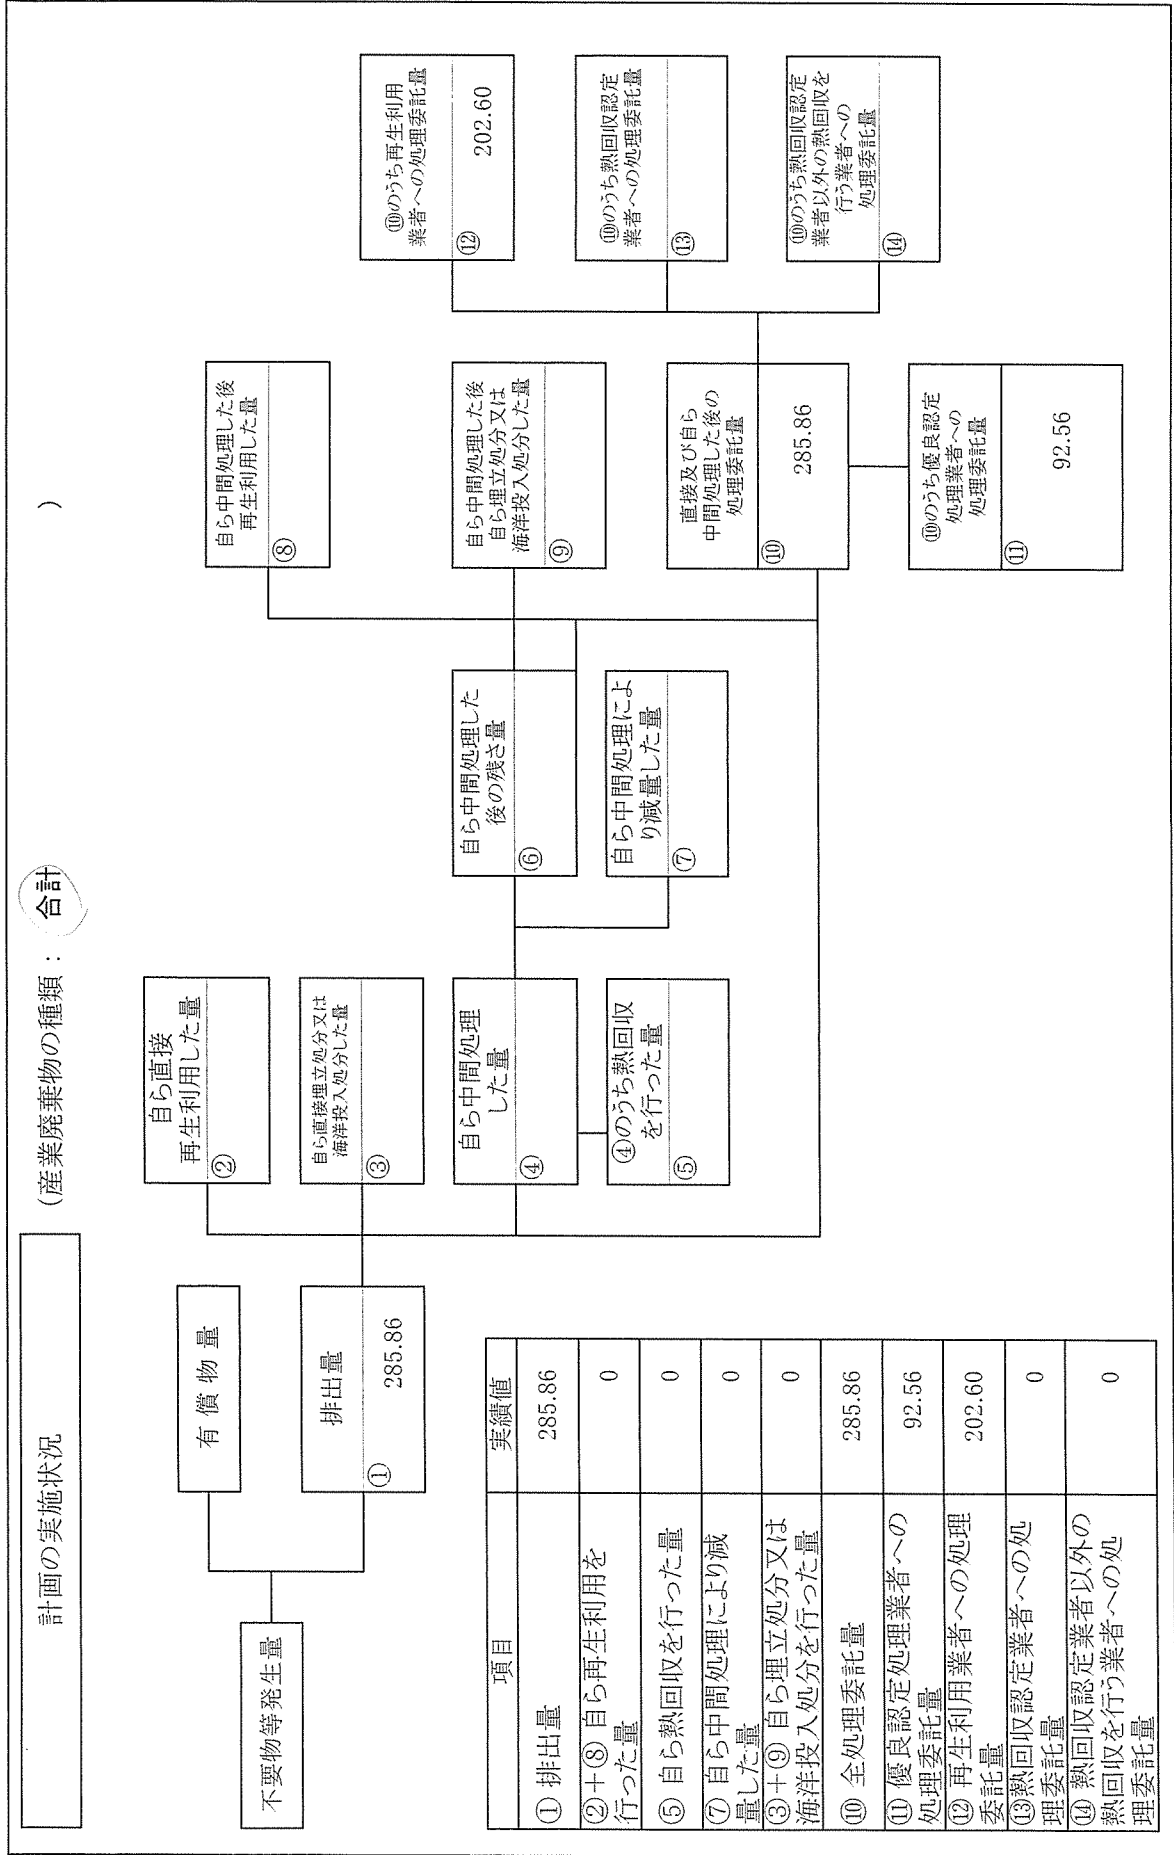 計画の実施状況
(産業廃棄物の種類: 合計 )
不要物等発生量
有償物量
排出量
① 285.86
自ら直接
再生利用した量
②
自ら直接埋立処分又は
海洋投入処分した量
③
自ら中間処理
した量
④
④のうち熱回収
を行った量
⑤
自ら中間処理した
後の残さ量
⑥
自ら中間処理によ
り減量した量
⑦
自ら中間処理した後
再生利用した量
⑧
自ら中間処理した後
自ら埋立処分又は
海洋投入処分した量
⑨
直接及び自ら
中間処理した後の
処理委託量
⑩ 285.86
⑩のうち優良認定
処理業者への
処理委託量
⑪ 92.56
⑩のうち再生利用
業者への処理委託量
⑫ 202.60
⑩のうち熱回収認定
業者への処理委託量
⑬
⑩のうち熱回収認定
業者以外の熱回収を
行う業者への
処理委託量
⑭
項目 実績値
① 排出量 285.86
②+⑧ 自ら再生利用を
行った量 0
⑤ 自ら熱回収を行った量 0
⑦ 自ら中間処理により減
量した量 0
③+⑨ 自ら埋立処分又は
海洋投入処分を行った量 0
⑩ 全処理委託量 285.86
⑪ 優良認定処理業者への
処理委託量 92.56
⑫ 再生利用業者への処理
委託量 202.60
⑬熱回収認定業者への処
理委託量 0
⑭ 熱回収認定業者以外の
熱回収を行う業者への処
理委託量 0